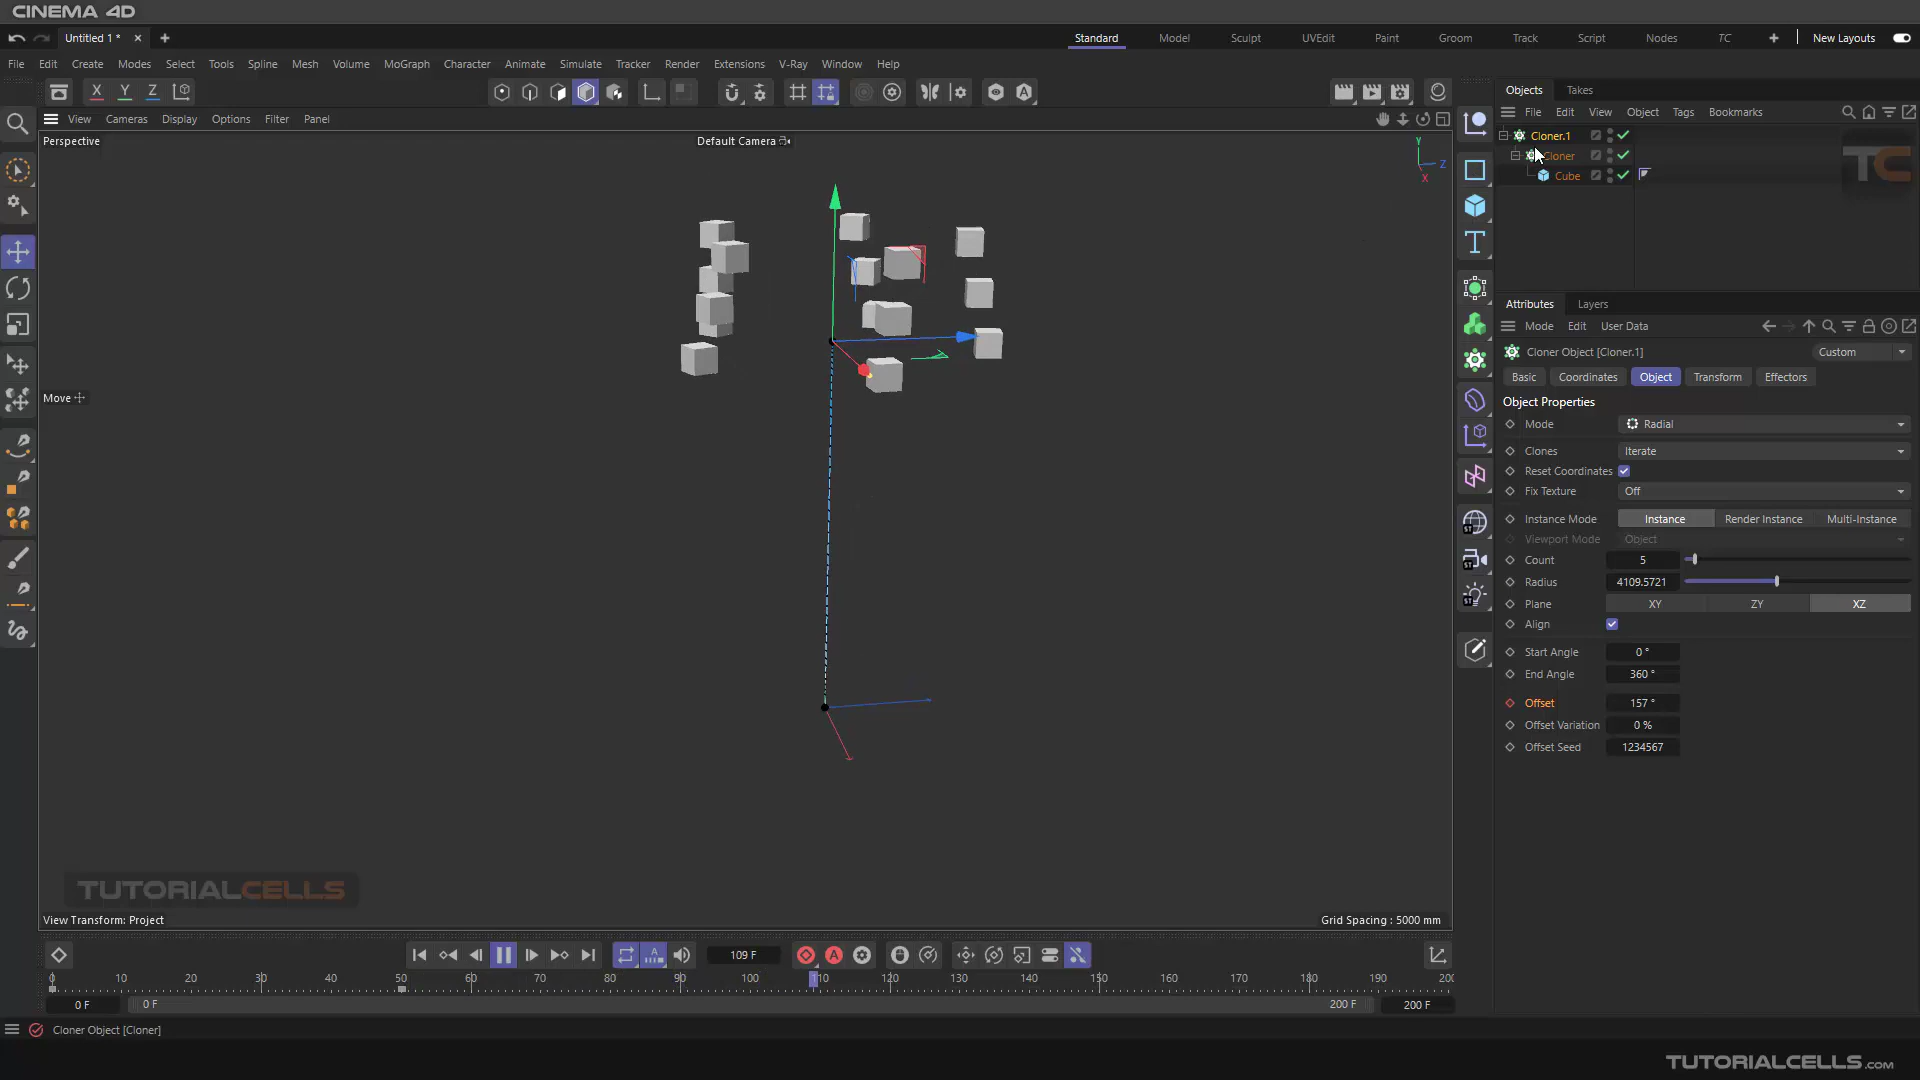 CINEMA 4D
Untitled 1 *
Standard
Model
Sculpt
UVEdit
Paint
Groom
Track
Script
Nodes
TC
New Layouts
File Edit Create Modes Select Tools Spline Mesh Volume MoGraph Character Animate Simulate Tracker Render Extensions V-Ray Window Help
X Y Z
Objects Takes
View Cameras Display Options Filter Panel
File Edit View Object Tags Bookmarks
Perspective
Default Camera
Y
Z
X
Cloner.1
Cloner
Cube
TC
Attributes Layers
Mode Edit User Data
Cloner Object [Cloner.1]
Custom
Basic Coordinates Object Transform Effectors
Move
Object Properties
Mode Radial
Clones Iterate
Reset Coordinates
Fix Texture Off
Instance Mode Instance Render Instance Multi-Instance
Viewport Mode Object
Count 5
Radius 4109.5721
Plane XY ZY XZ
Align
Start Angle 0 °
End Angle 360 °
Offset 157 °
Offset Variation 0 %
Offset Seed 1234567
TUTORIALCELLS
View Transform: Project
Grid Spacing : 5000 mm
109 F
0 10 20 30 40 50 60 70 80 90 100 110 120 130 140 150 160 170 180 190 200
0 F
0 F
200 F
200 F
Cloner Object [Cloner]
TUTORIALCELLS.COM